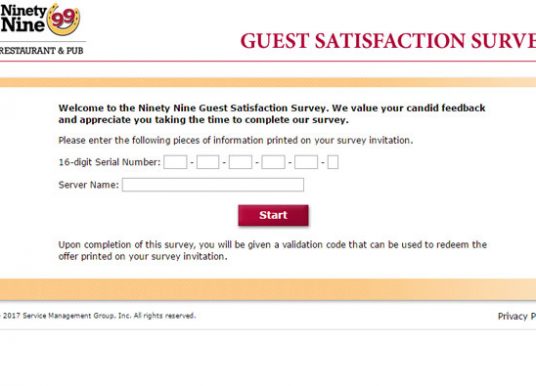 Ninety
Nine 99
RESTAURANT & PUB
GUEST SATISFACTION SURVE
Welcome to the Ninety Nine Guest Satisfaction Survey. We value your candid feedback
and appreciate you taking the time to complete our survey.
Please enter the following pieces of information printed on your survey invitation.
16-digit Serial Number: - - - - -
Server Name:
Start
Upon completion of this survey, you will be given a validation code that can be used to redeem the
offer printed on your survey invitation.
2017 Service Management Group, Inc. All rights reserved.
Privacy P